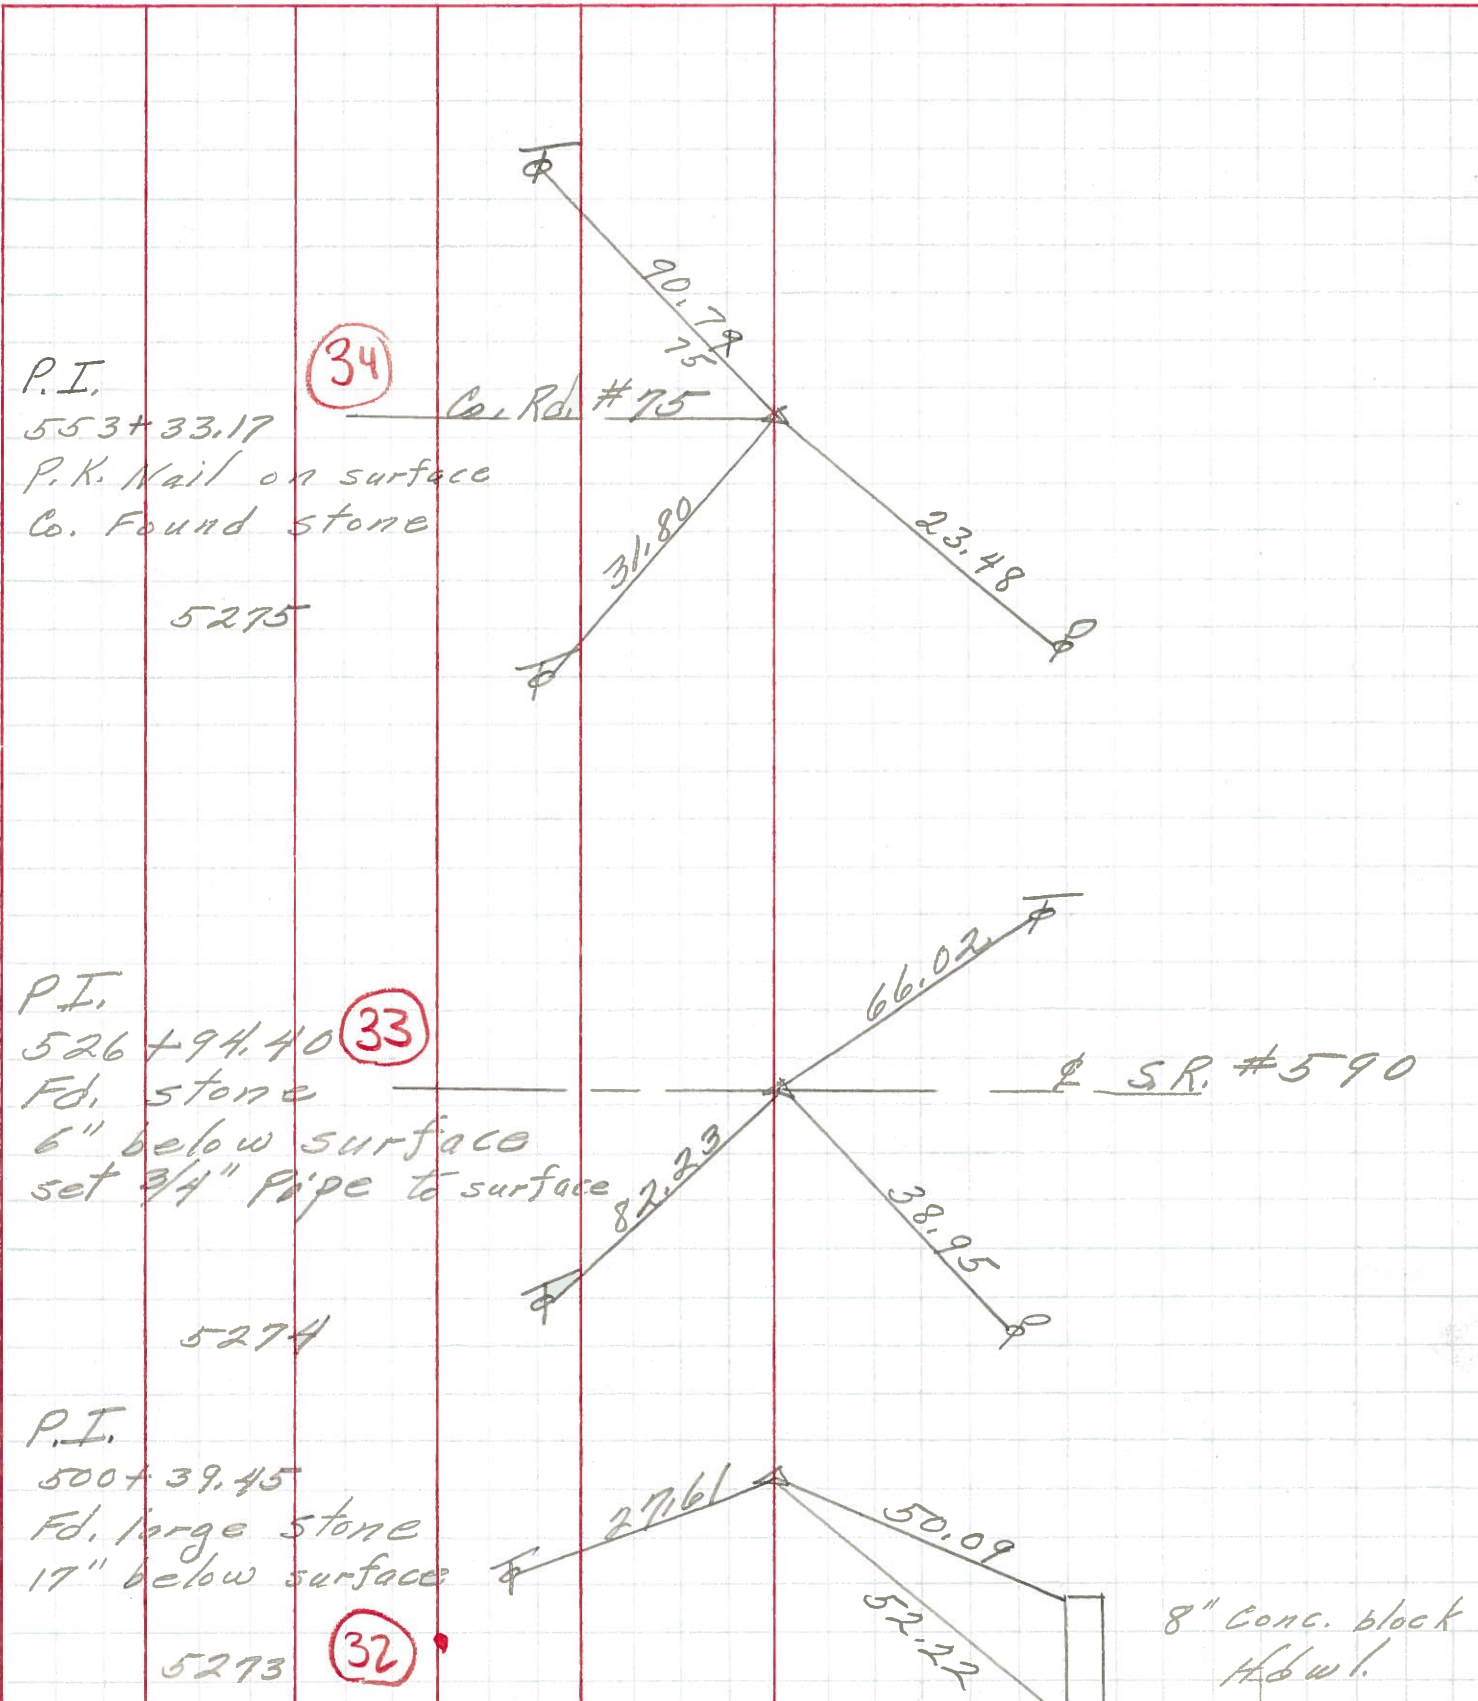 90.79
75
P.I.
34
Co. Rd. #75
553+33.17
P.K. Nail on surface
Co. Found stone
31.80
23.48
5275
66.02
P.I.
33
526+94.40
Fd. stone
℄ S.R. #590
6" below surface
set 3/4" Pipe to surface
82.23
38.95
5274
P.I.
500+39.45
27.61
Fd. large stone
50.09
17" below surface
52.22
8" Conc. block
Hdwl.
32
5273